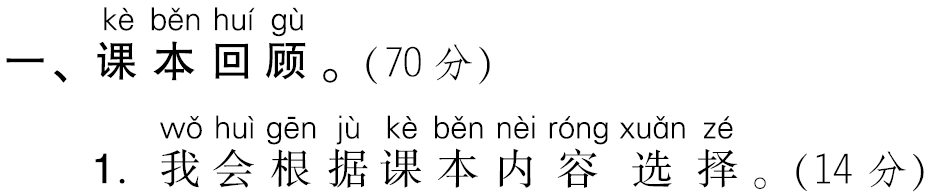 kè běn huí gù
一、课本回顾。(70分)
wǒ huì gēn jù kè běn nèi róng xuǎn zé
1. 我会根据课本内容选择。(14分)